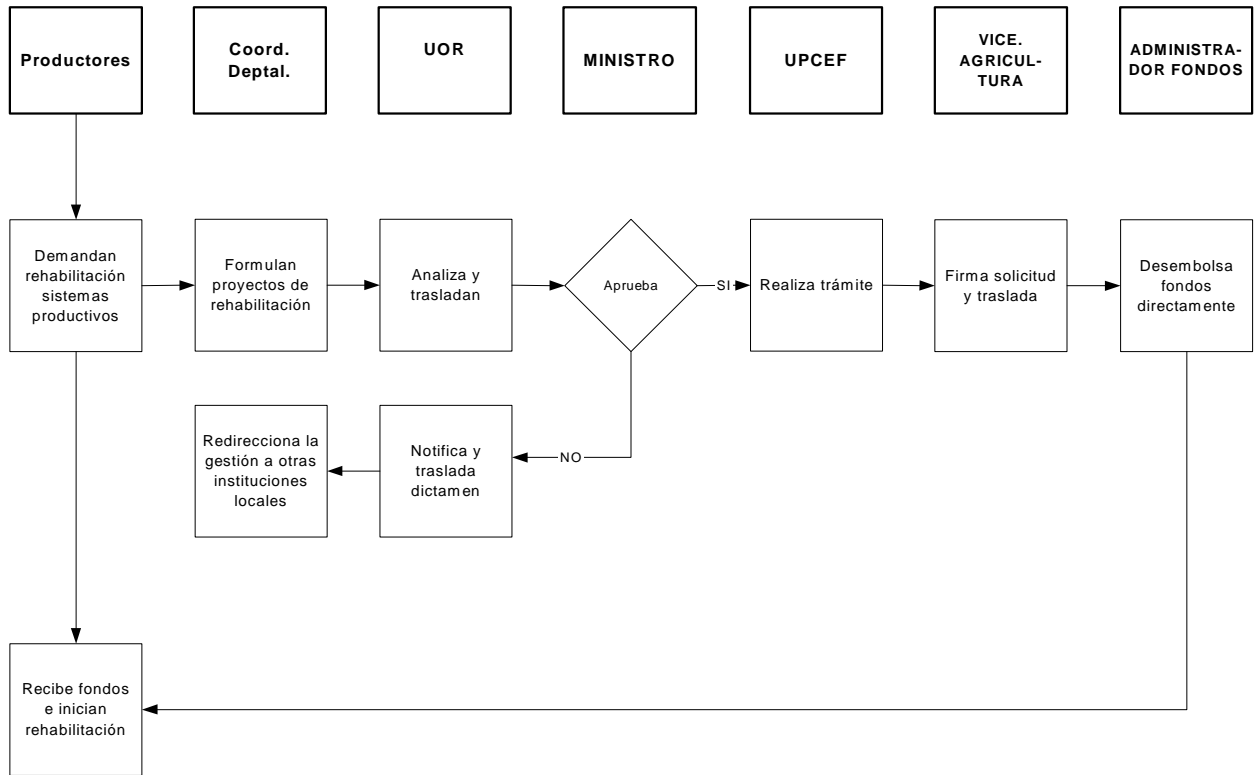 Productores
Coord.
Deptal.
UOR
MINISTRO
UPCEF
VICE.
AGRICUL-
TURA
ADMINISTRA-
DOR FONDOS
Demandan
rehabilitación
sistemas
productivos
Formulan
proyectos de
rehabilitación
Analiza y
trasladan
Aprueba
SI
Realiza trámite
Firma solicitud
y traslada
Desembolsa
fondos
directamente
Redirecciona la
gestión a otras
instituciones
locales
Notifica y
traslada
dictamen
NO
Recibe fondos
e inician
rehabilitación